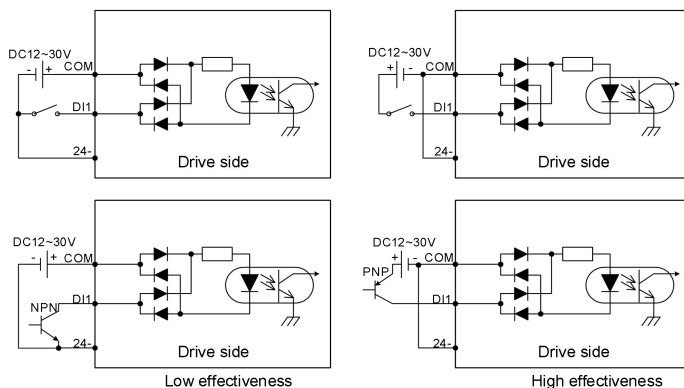 DC12~30V
- +
COM
DI1
24-
Drive side
DC12~30V
+ -
COM
DI1
24-
Drive side
DC12~30V
- +
COM
NPN
DI1
24-
Drive side
Low effectiveness
DC12~30V
+ -
COM
PNP
DI1
24-
Drive side
High effectiveness